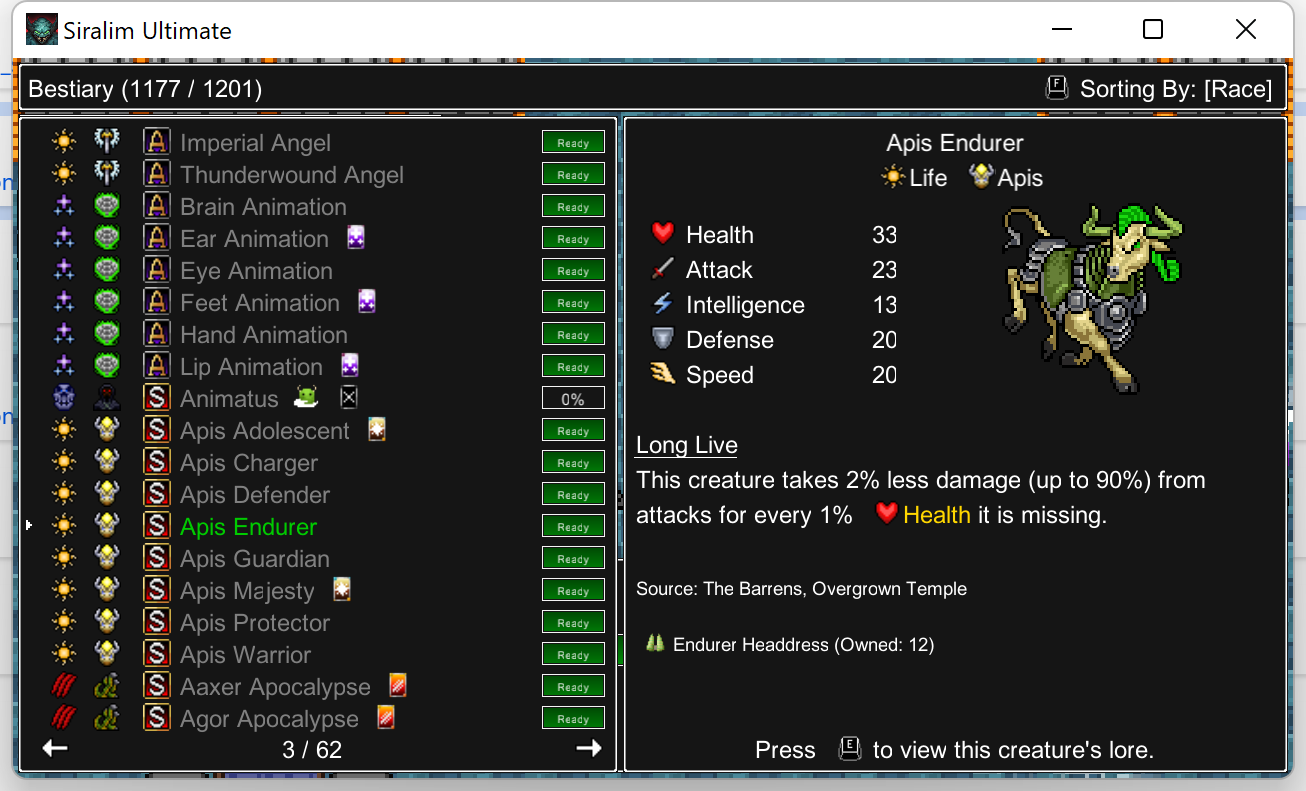 Siralim Ultimate
Bestiary (1177 / 1201)
F Sorting By: [Race]
A Imperial Angel Ready
A Thunderwound Angel Ready
A Brain Animation Ready
A Ear Animation Ready
A Eye Animation Ready
A Feet Animation Ready
A Hand Animation Ready
A Lip Animation Ready
S Animatus 0%
S Apis Adolescent Ready
S Apis Charger Ready
S Apis Defender Ready
S Apis Endurer Ready
S Apis Guardian Ready
S Apis Majesty Ready
S Apis Protector Ready
S Apis Warrior Ready
S Aaxer Apocalypse Ready
S Agor Apocalypse Ready
3 / 62
Apis Endurer
Life Apis
Health 33
Attack 23
Intelligence 13
Defense 20
Speed 20
Long Live
This creature takes 2% less damage (up to 90%) from
attacks for every 1% Health it is missing.
Source: The Barrens, Overgrown Temple
Endurer Headdress (Owned: 12)
Press E to view this creature's lore.